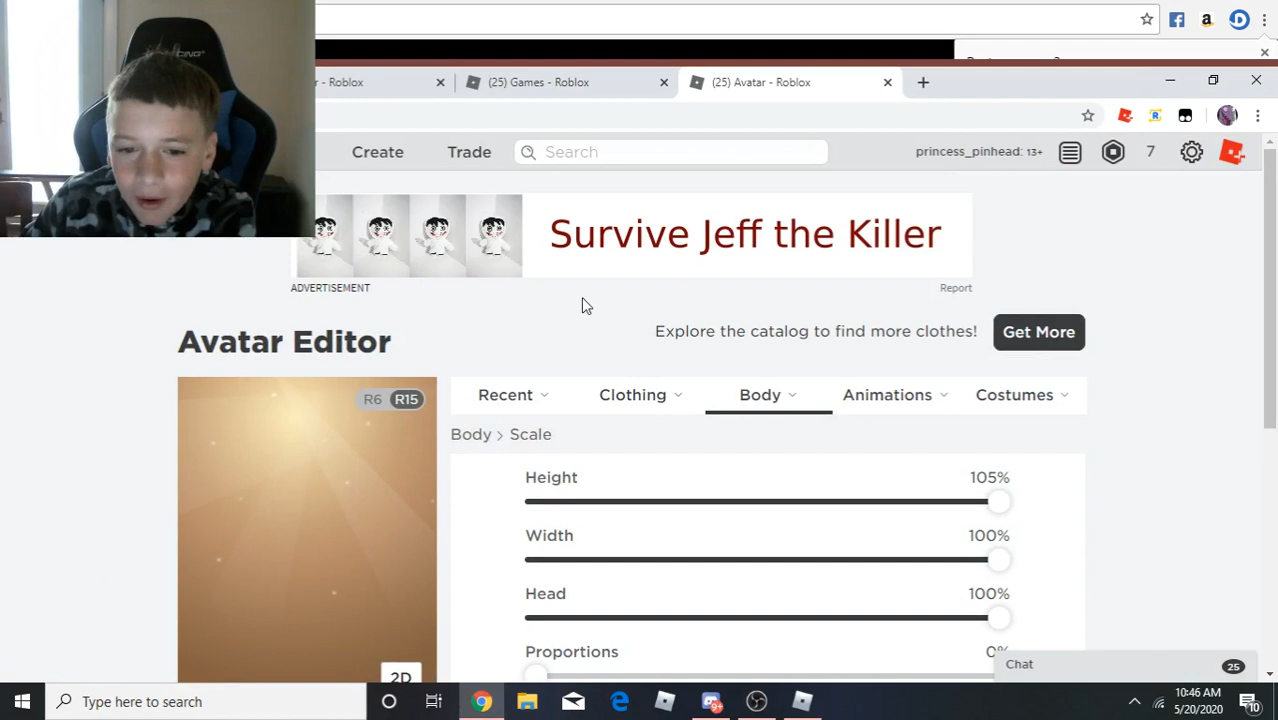 r - Roblox
(25) Games - Roblox
(25) Avatar - Roblox
Create
Trade
Search
princess_pinhead: 13+
7
Survive Jeff the Killer
ADVERTISEMENT
Report
Avatar Editor
Explore the catalog to find more clothes!
Get More
R6
R15
Recent
Clothing
Body
Animations
Costumes
Body > Scale
Height
105%
Width
100%
Head
100%
Proportions
0%
2D
Chat
25
Type here to search
9+
10:46 AM
5/20/2020
10